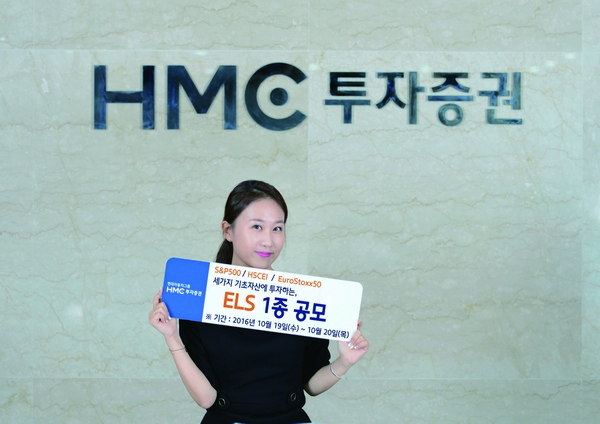 HMC 투자증권
현대자동차그룹
HMC 투자증권
S&P500 / HSCEI / EuroStoxx50
세가지 기초자산에 투자하는,
ELS 1종 공모
※ 기간 : 2016년 10월 19일(수) ~ 10월 20일(목)